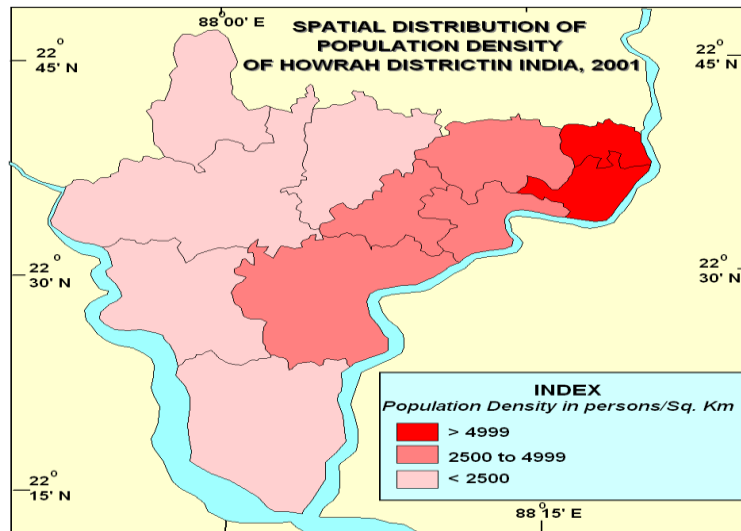 88° 00' E
SPATIAL DISTRIBUTION OF
POPULATION DENSITY
OF HOWRAH DISTRICTIN INDIA, 2001
22°
45' N
22°
45' N
22°
30' N
22°
30' N
INDEX
Population Density in persons/Sq. Km
> 4999
2500 to 4999
< 2500
22°
15' N
88° 15' E